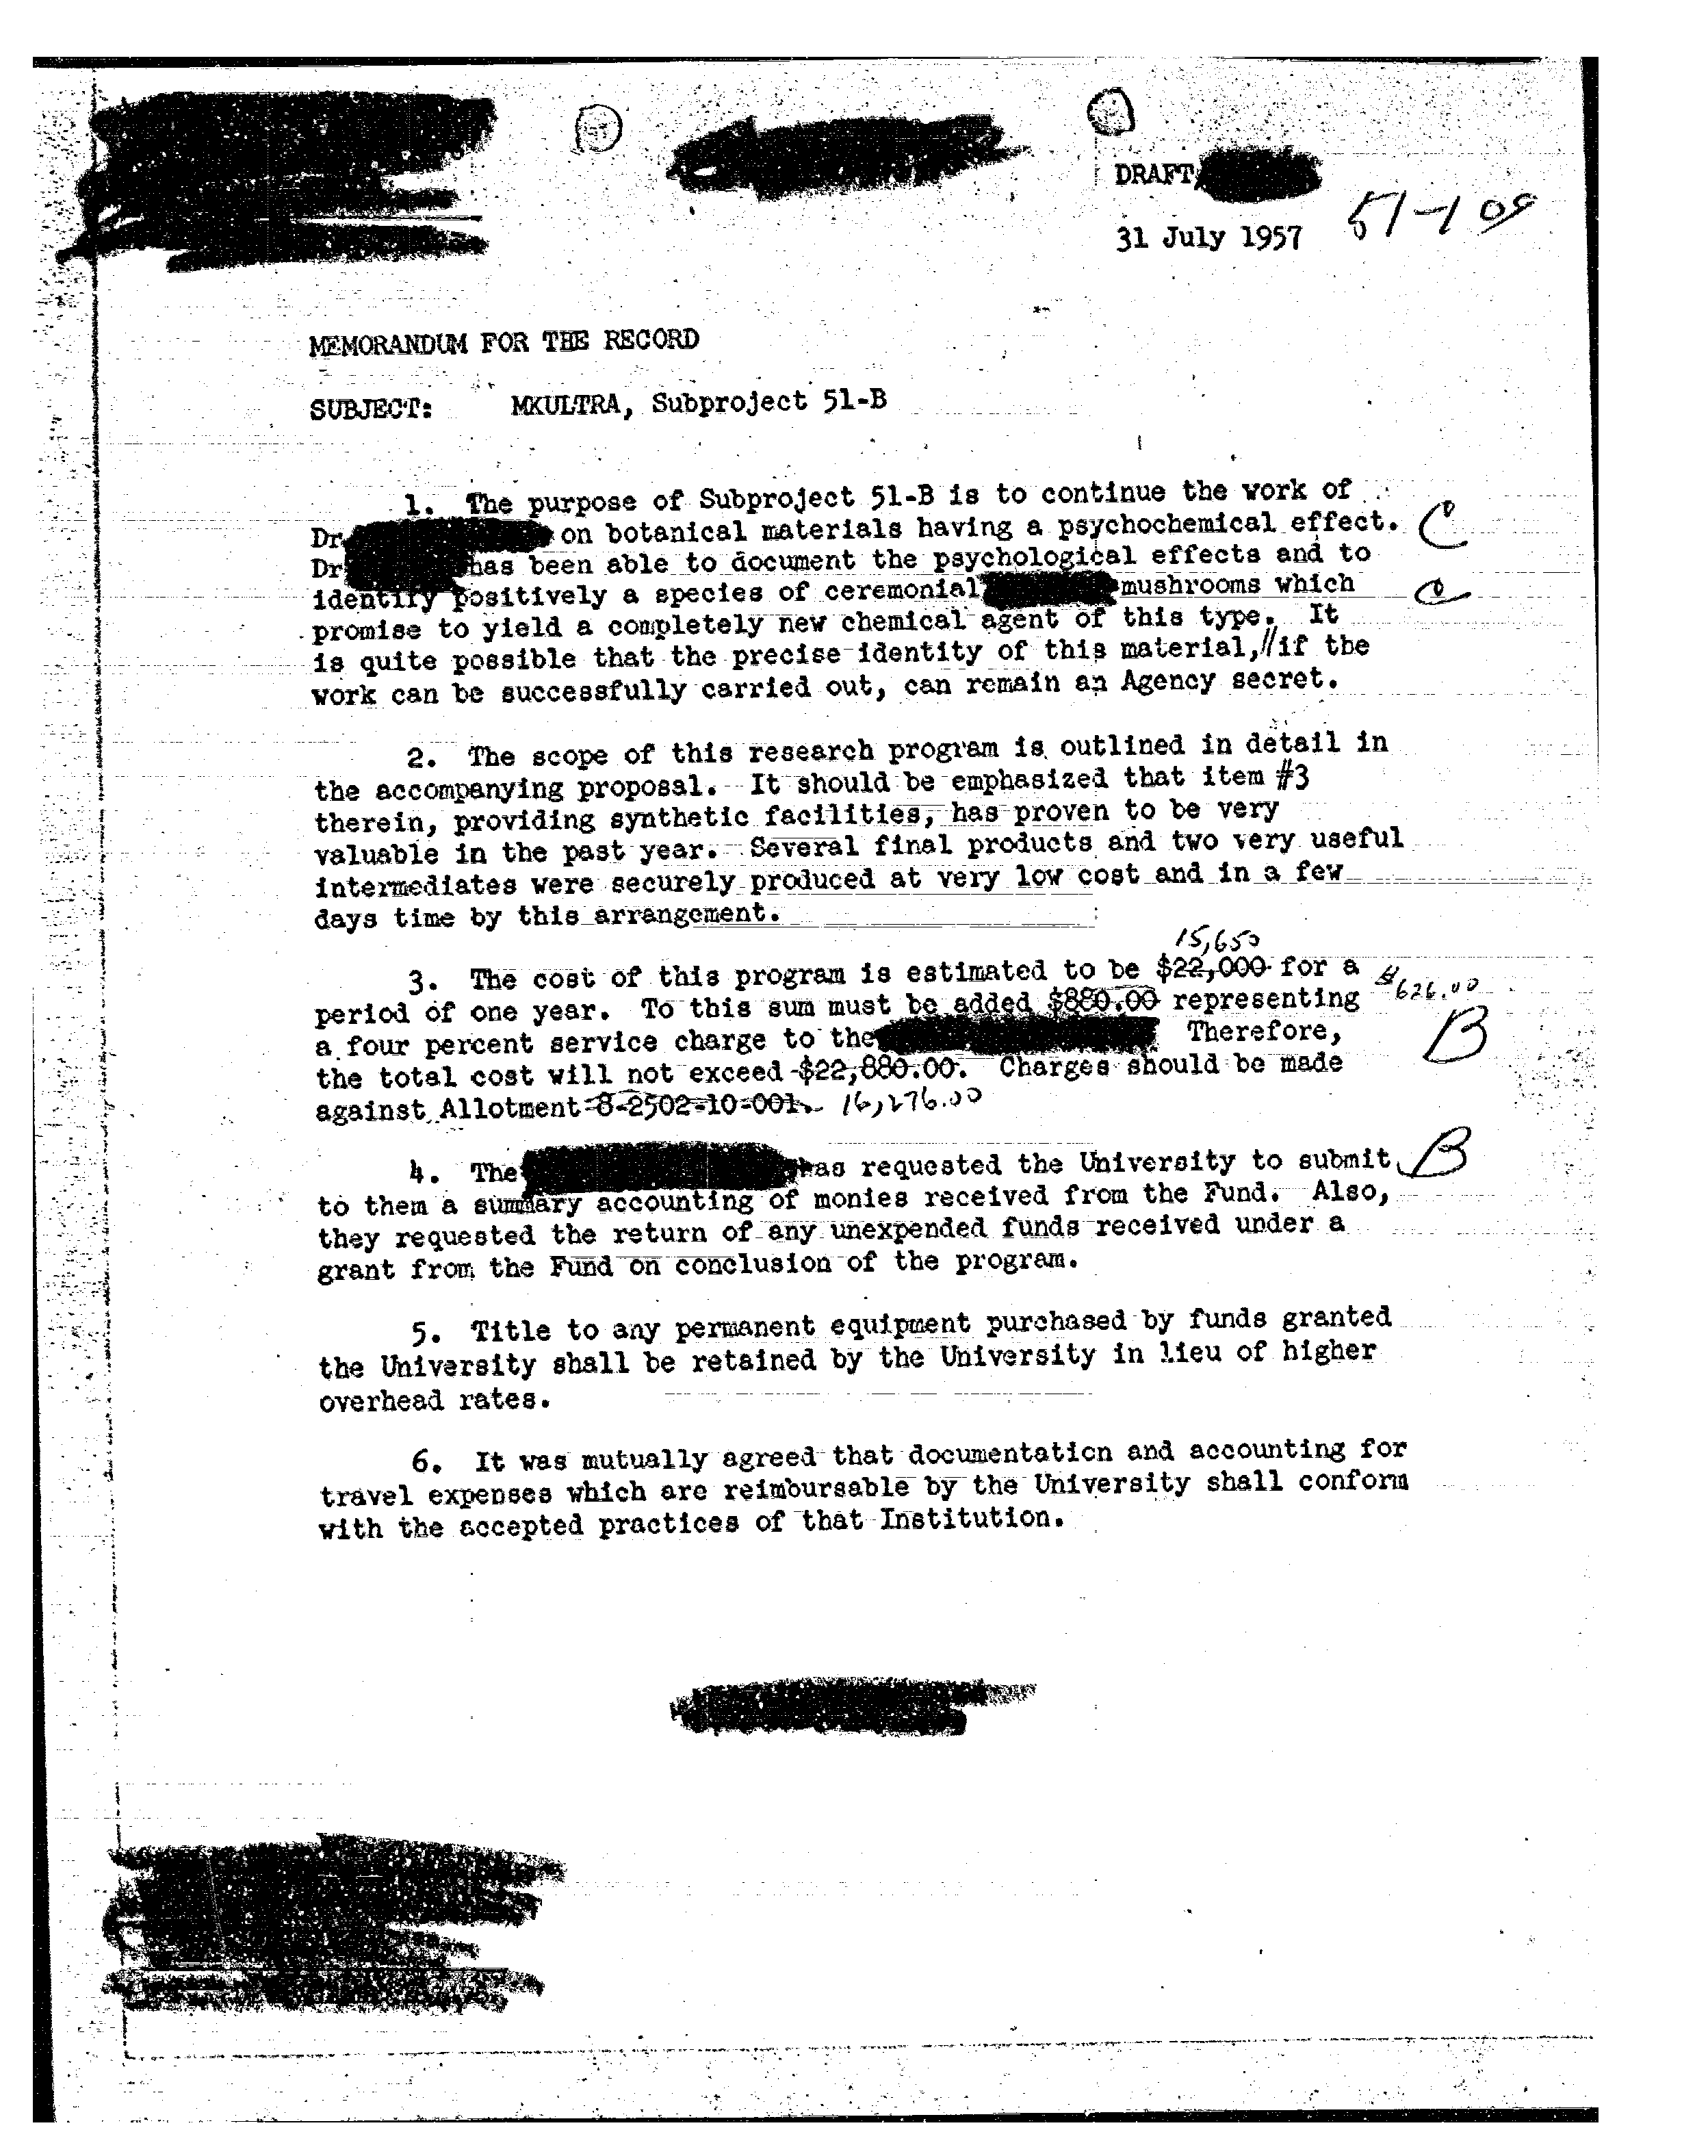 DRAFT
51-109
31 July 1957
MEMORANDUM FOR THE RECORD
SUBJECT: MKULTRA, Subproject 51-B
1. The purpose of Subproject 51-B is to continue the work of
Dr on botanical materials having a psychochemical effect. C
Dr has been able to document the psychological effects and to
identify positively a species of ceremonial mushrooms which C
promise to yield a completely new chemical agent of this type. It
is quite possible that the precise identity of this material, if the
work can be successfully carried out, can remain an Agency secret.
2. The scope of this research program is outlined in detail in
the accompanying proposal. It should be emphasized that item #3
therein, providing synthetic facilities, has proven to be very
valuable in the past year. Several final products and two very useful
intermediates were securely produced at very low cost and in a few
days time by this arrangement.
15,650
3. The cost of this program is estimated to be $22,000 for a
period of one year. To this sum must be added $880.00 representing $626.00
a four percent service charge to the Therefore, B
the total cost will not exceed $22,880.00. Charges should be made
against Allotment 8-2502-10-001. 16,276.00
4. The has requested the University to submit B
to them a summary accounting of monies received from the Fund. Also,
they requested the return of any unexpended funds received under a
grant from the Fund on conclusion of the program.
5. Title to any permanent equipment purchased by funds granted
the University shall be retained by the University in lieu of higher
overhead rates.
6. It was mutually agreed that documentation and accounting for
travel expenses which are reimbursable by the University shall conform
with the accepted practices of that Institution.